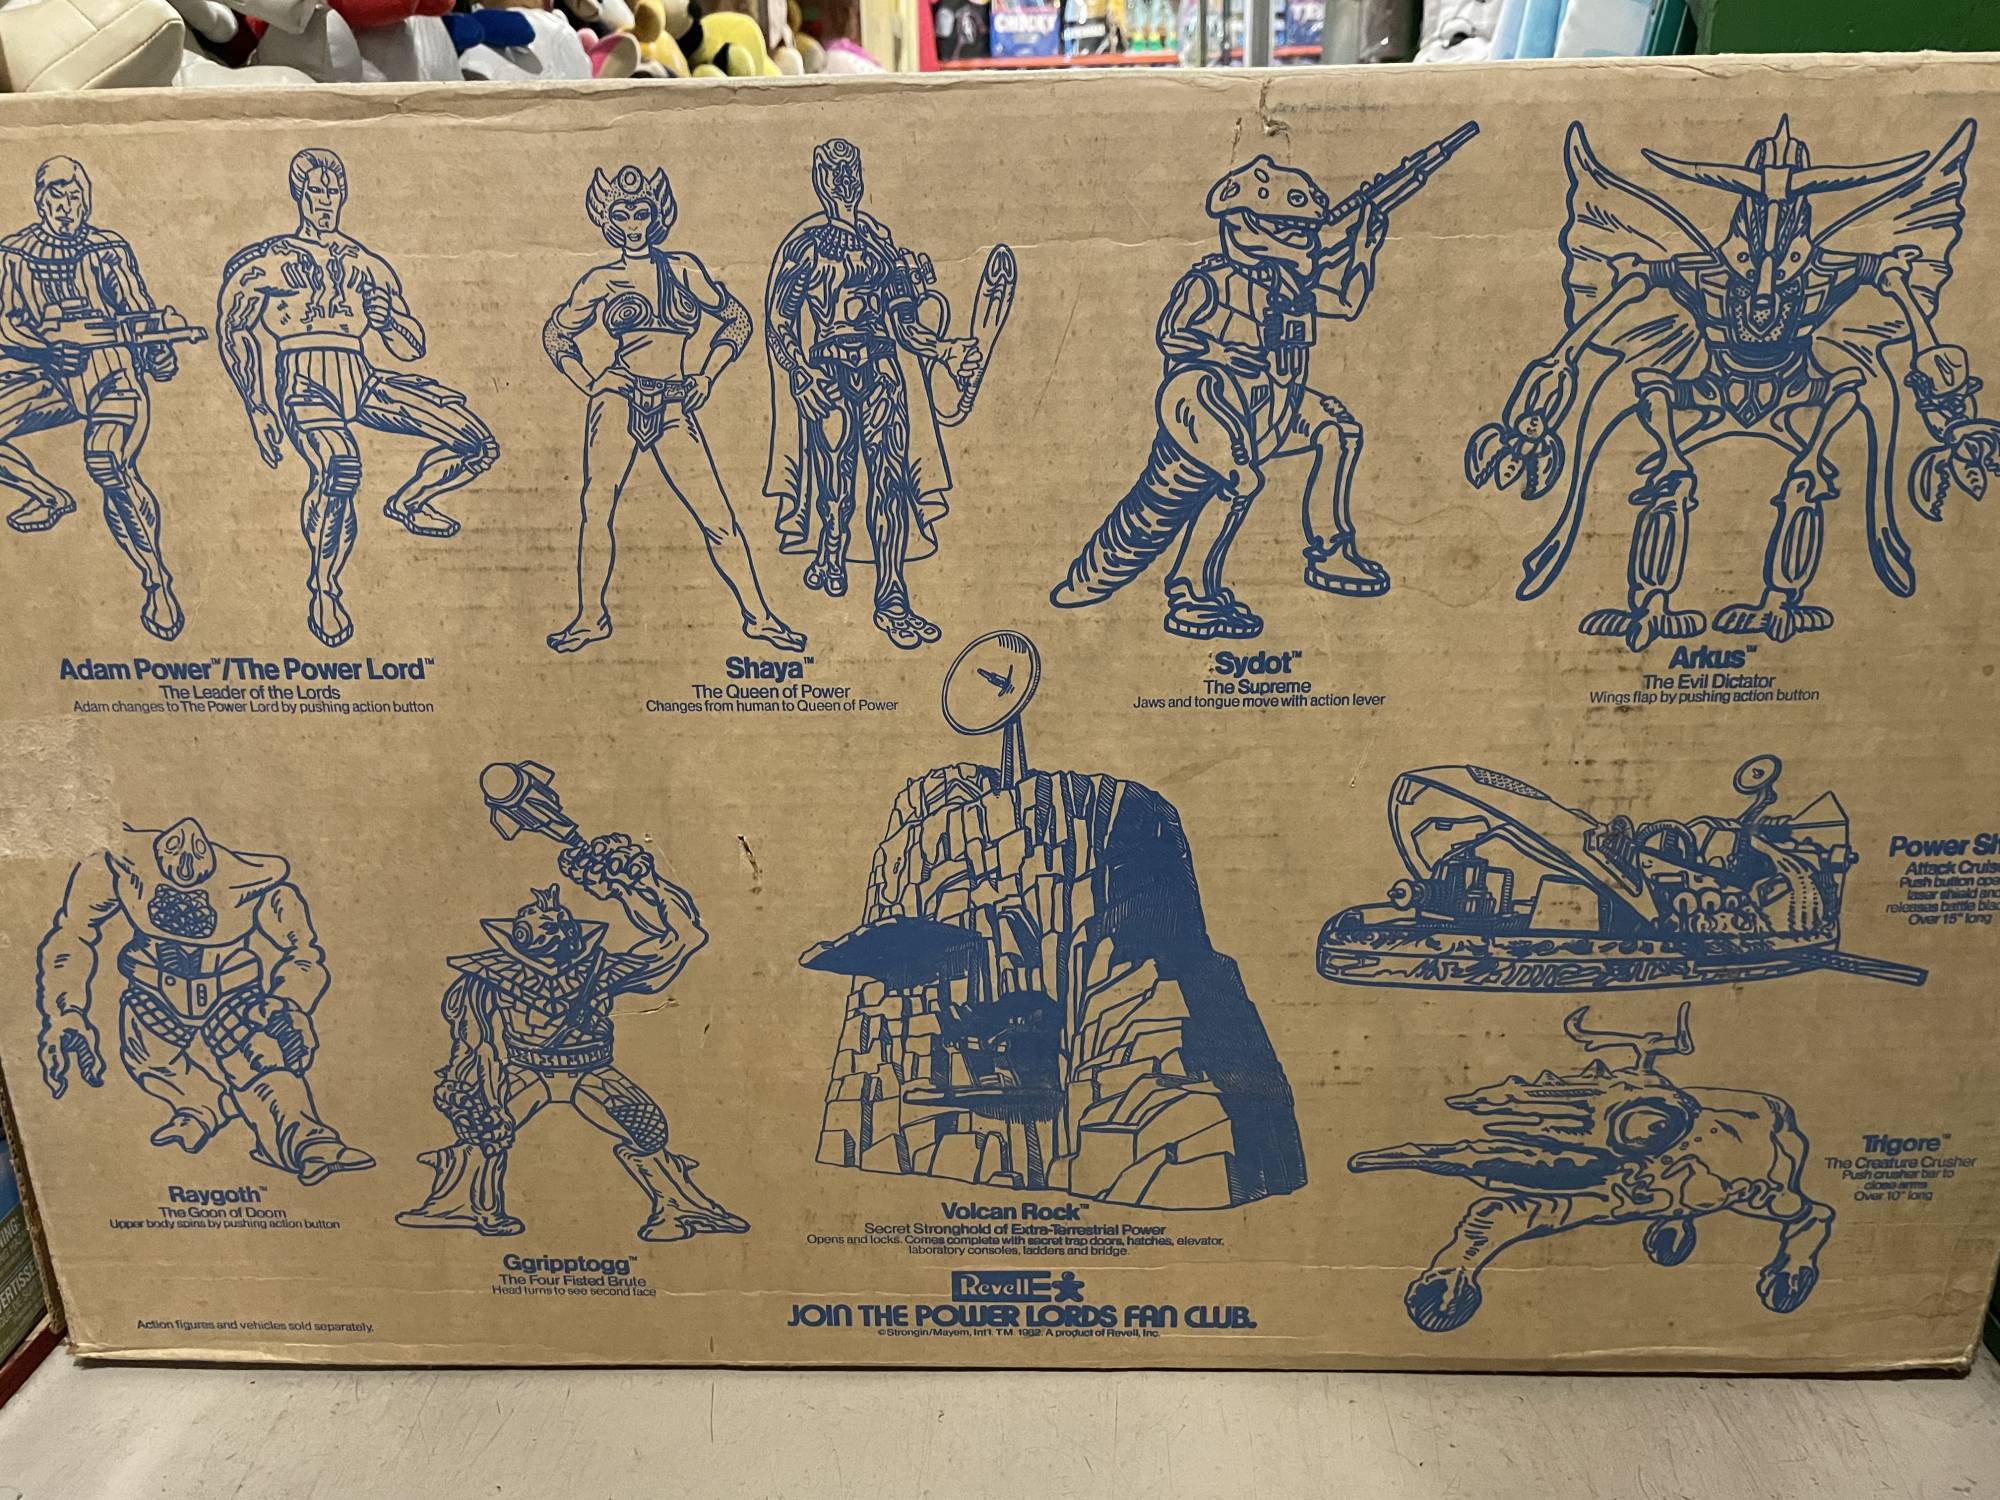 CHUCKY
Adam Power™/The Power Lord™
The Leader of the Lords
Adam changes to The Power Lord by pushing action button
Shaya™
The Queen of Power
Changes from human to Queen of Power
Sydot™
The Supreme
Jaws and tongue move with action lever
Arkus™
The Evil Dictator
Wings flap by pushing action button
Raygoth™
The Goon of Doom
Upper body spins by pushing action button
Ggripptogg™
The Four Fisted Brute
Head turns to see second face
Volcan Rock™
Secret Stronghold of Extra-Terrestrial Power
Opens and locks. Comes complete with secret trap doors, hatches, elevator,
laboratory consoles, ladders and bridge.
Power Sh
Attack Cruis
Push button ope
laser shield and
releases battle bla
Over 15" long
Trigore™
The Creature Crusher
Push crusher bar to
close arms
Over 10" long
Revell
JOIN THE POWER LORDS FAN CLUB.
© Strongin/Mayem, Int'l. T.M. 1982. A product of Revell, Inc.
Action figures and vehicles sold separately.